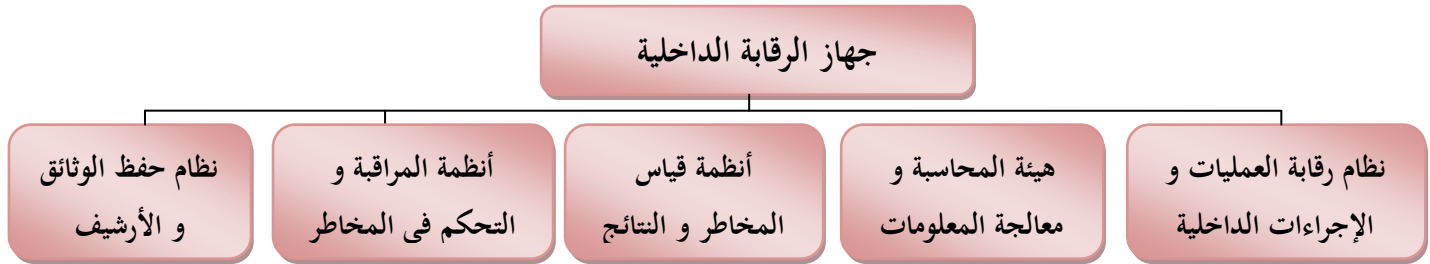 جهاز الرقابة الداخلية
نظام رقابة العمليات و
الإجراءات الداخلية
هيئة المحاسبة و
معالجة المعلومات
أنظمة قياس
المخاطر و النتائج
أنظمة المراقبة و
التحكم في المخاطر
نظام حفظ الوثائق
و الأرشيف